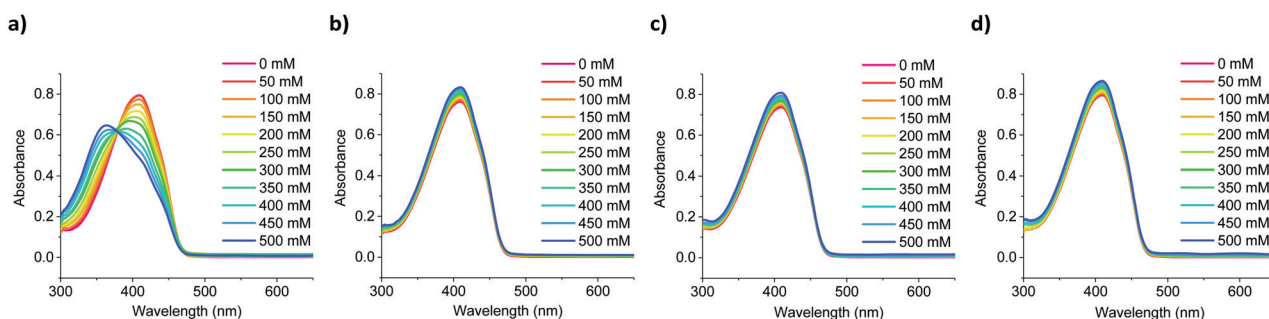 a)
b)
c)
d)
0 mM
50 mM
100 mM
150 mM
200 mM
250 mM
300 mM
350 mM
400 mM
450 mM
500 mM
0.8
0.6
0.4
0.2
0.0
Absorbance
300 400 500 600
Wavelength (nm)
0 mM
50 mM
100 mM
150 mM
200 mM
250 mM
300 mM
350 mM
400 mM
450 mM
500 mM
0.8
0.6
0.4
0.2
0.0
Absorbance
300 400 500 600
Wavelength (nm)
0 mM
50 mM
100 mM
150 mM
200 mM
250 mM
300 mM
350 mM
400 mM
450 mM
500 mM
0.8
0.6
0.4
0.2
0.0
Absorbance
300 400 500 600
Wavelength (nm)
0 mM
50 mM
100 mM
150 mM
200 mM
250 mM
300 mM
350 mM
400 mM
450 mM
500 mM
0.8
0.6
0.4
0.2
0.0
Absorbance
300 400 500 600
Wavelength (nm)